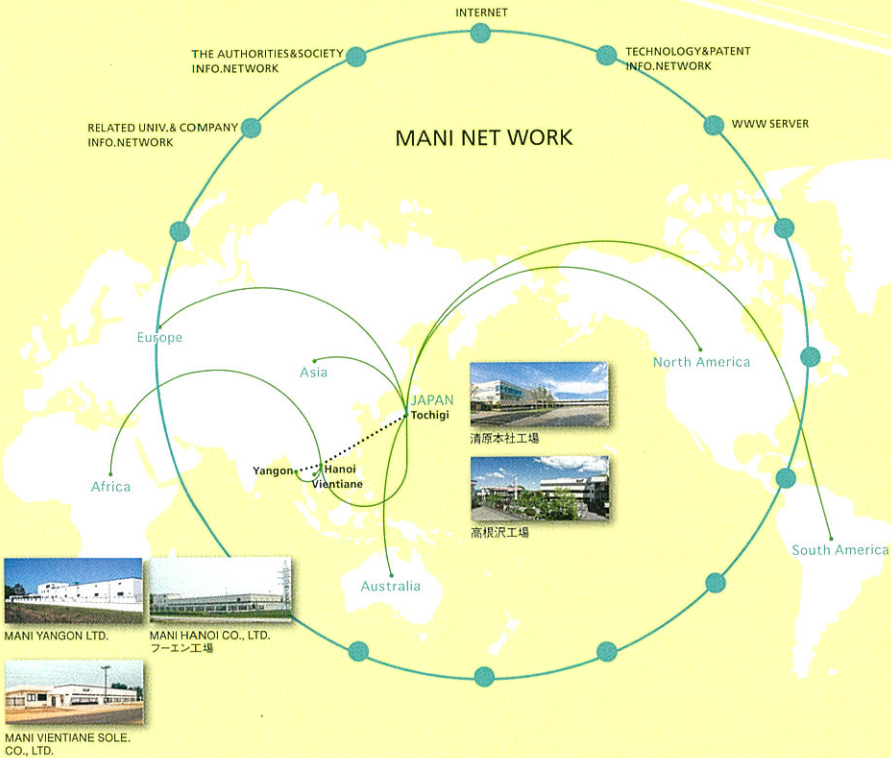 INTERNET
THE AUTHORITIES&SOCIETY
INFO.NETWORK
TECHNOLOGY&PATENT
INFO.NETWORK
RELATED UNIV.& COMPANY
INFO.NETWORK
WWW SERVER
MANI NET WORK
Europe
Asia
North America
JAPAN
Tochigi
清原本社工場
Yangon
Hanoi
Vientiane
Africa
高根沢工場
South America
Australia
MANI YANGON LTD.
MANI HANOI CO., LTD.
フーエン工場
MANI VIENTIANE SOLE.
CO., LTD.